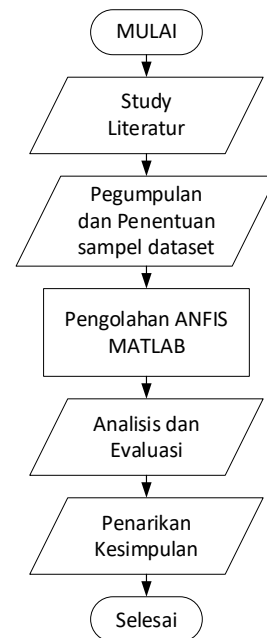 MULAI
Study
Literatur
Pegumpulan
dan Penentuan
sampel dataset
Pengolahan ANFIS
MATLAB
Analisis dan
Evaluasi
Penarikan
Kesimpulan
Selesai